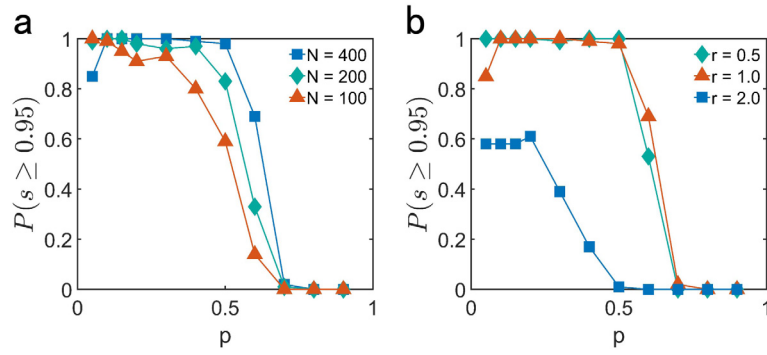 a
P(s ≥ 0.95)
1
0.8
0.6
0.4
0.2
0
0
0.5
1
p
N = 400
N = 200
N = 100
b
P(s ≥ 0.95)
1
0.8
0.6
0.4
0.2
0
0
0.5
1
p
r = 0.5
r = 1.0
r = 2.0